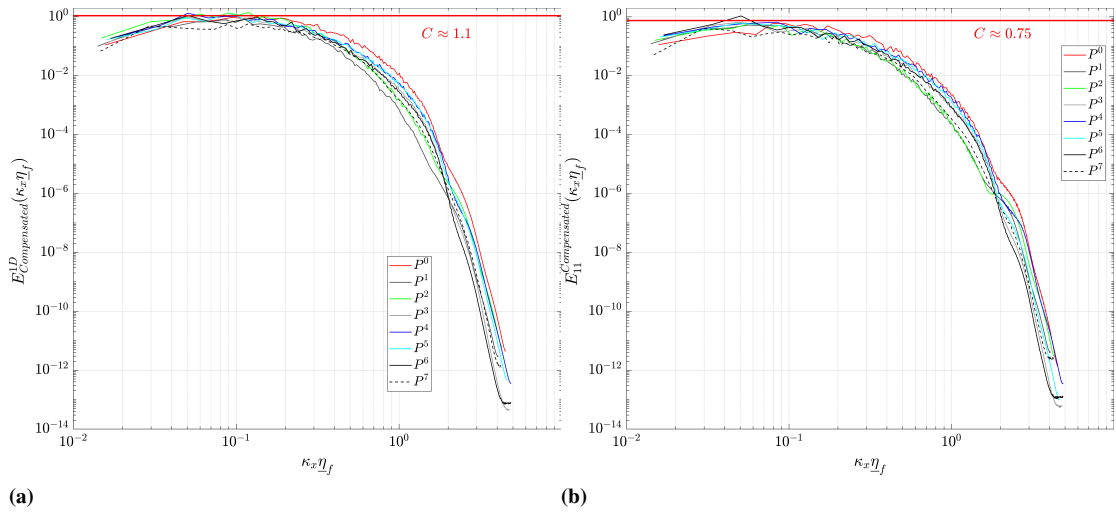 10^0
10^-2
10^-4
10^-6
10^-8
10^-10
10^-12
10^-14
10^-2
10^-1
10^0
E^{1D}_{Compensated}(κ_x η_f)
κ_x η_f
C ≈ 1.1
P^0
P^1
P^2
P^3
P^4
P^5
P^6
P^7
(a)
10^0
10^-2
10^-4
10^-6
10^-8
10^-10
10^-12
10^-14
10^-2
10^-1
10^0
E_{11}^{Compensated}(κ_x η_f)
κ_x η_f
C ≈ 0.75
P^0
P^1
P^2
P^3
P^4
P^5
P^6
P^7
(b)